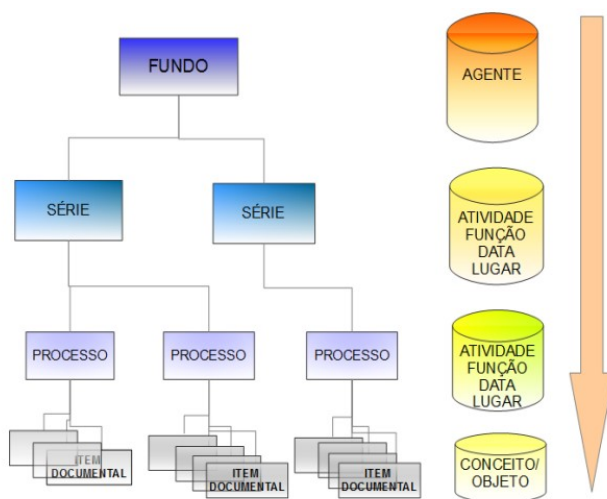 FUNDO
AGENTE
SÉRIE
SÉRIE
ATIVIDADE
FUNÇÃO
DATA
LUGAR
PROCESSO
PROCESSO
PROCESSO
ATIVIDADE
FUNÇÃO
DATA
LUGAR
ITEM
DOCUMENTAL
ITEM
DOCUMENTAL
ITEM
DOCUMENTAL
CONCEITO/
OBJETO